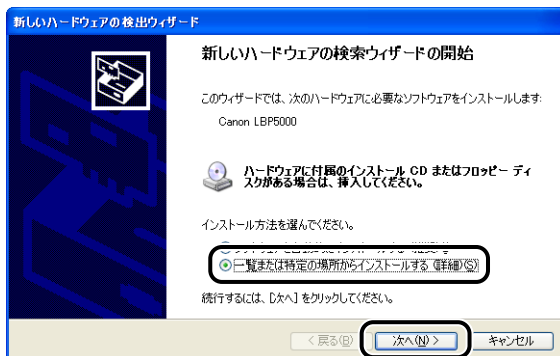 新しいハードウェアの検出ウィザード
新しいハードウェアの検索ウィザードの開始
このウィザードでは、次のハードウェアに必要なソフトウェアをインストールします:
Canon LBP5000
ハードウェアに付属のインストール CD またはフロッピー ディ
スクがある場合は、挿入してください。
インストール方法を選んでください。
一覧または特定の場所からインストールする (詳細)(S)
続行するには、[次へ] をクリックしてください。
< 戻る(B)
次へ(N) >
キャンセル